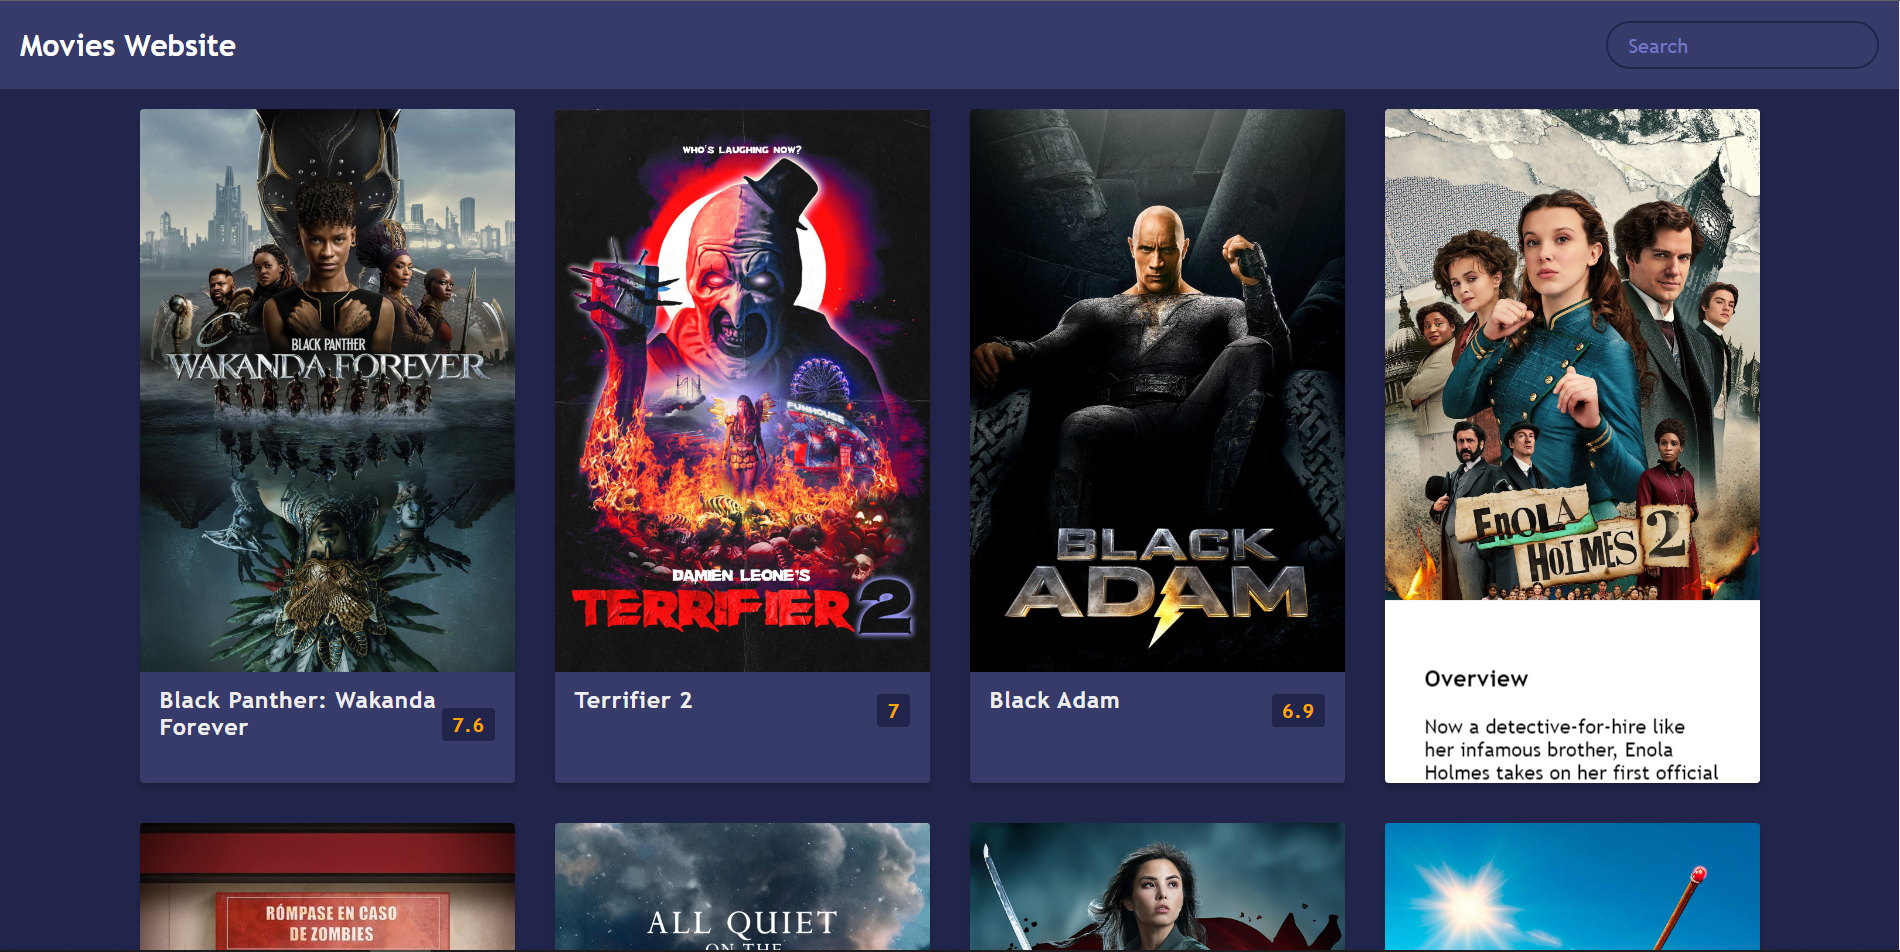 Movies Website
Search
BLACK PANTHER
WAKANDA FOREVER
Black Panther: Wakanda
Forever
7.6
WHO'S LAUGHING NOW?
FUNHOUSE
DAMIEN LEONE'S
TERRIFIER 2
Terrifier 2
7
BLACK
ADAM
Black Adam
6.9
ENOLA
HOLMES 2
Overview
Now a detective-for-hire like
her infamous brother, Enola
Holmes takes on her first official
RÓMPASE EN CASO
DE ZOMBIES
ALL QUIET
ON THE